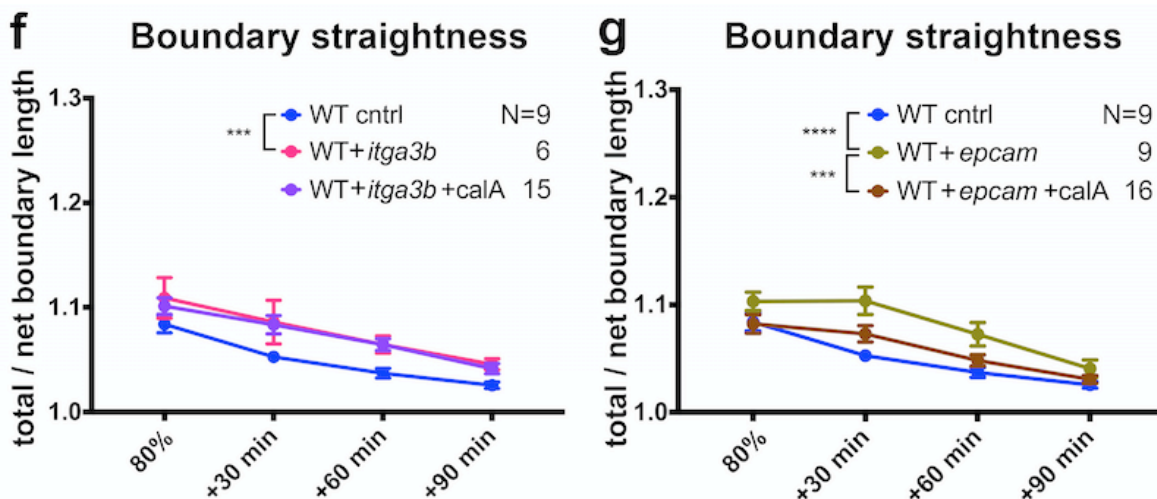 f Boundary straightness
total / net boundary length
1.3
1.2
1.1
1.0
*** WT cntrl N=9
WT+itga3b 6
WT+itga3b +calA 15
80%
+30 min
+60 min
+90 min
g Boundary straightness
total / net boundary length
1.3
1.2
1.1
1.0
**** WT cntrl N=9
WT+epcam 9
*** WT+epcam +calA 16
80%
+30 min
+60 min
+90 min